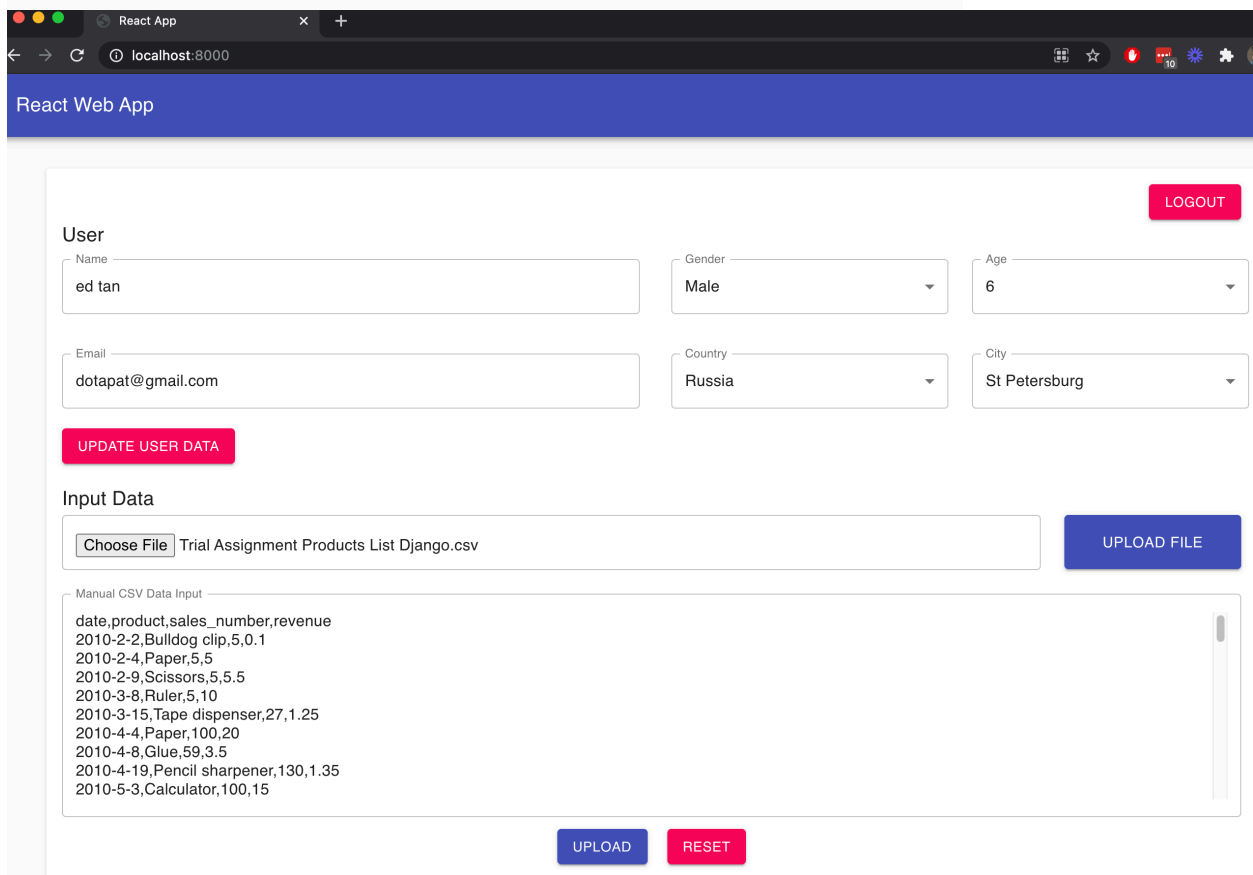 React App
localhost:8000
10
React Web App
LOGOUT
User
Name
ed tan
Gender
Male
Age
6
Email
dotapat@gmail.com
Country
Russia
City
St Petersburg
UPDATE USER DATA
Input Data
Choose File Trial Assignment Products List Django.csv
UPLOAD FILE
Manual CSV Data Input
date,product,sales_number,revenue
2010-2-2,Bulldog clip,5,0.1
2010-2-4,Paper,5,5
2010-2-9,Scissors,5,5.5
2010-3-8,Ruler,5,10
2010-3-15,Tape dispenser,27,1.25
2010-4-4,Paper,100,20
2010-4-8,Glue,59,3.5
2010-4-19,Pencil sharpener,130,1.35
2010-5-3,Calculator,100,15
UPLOAD
RESET